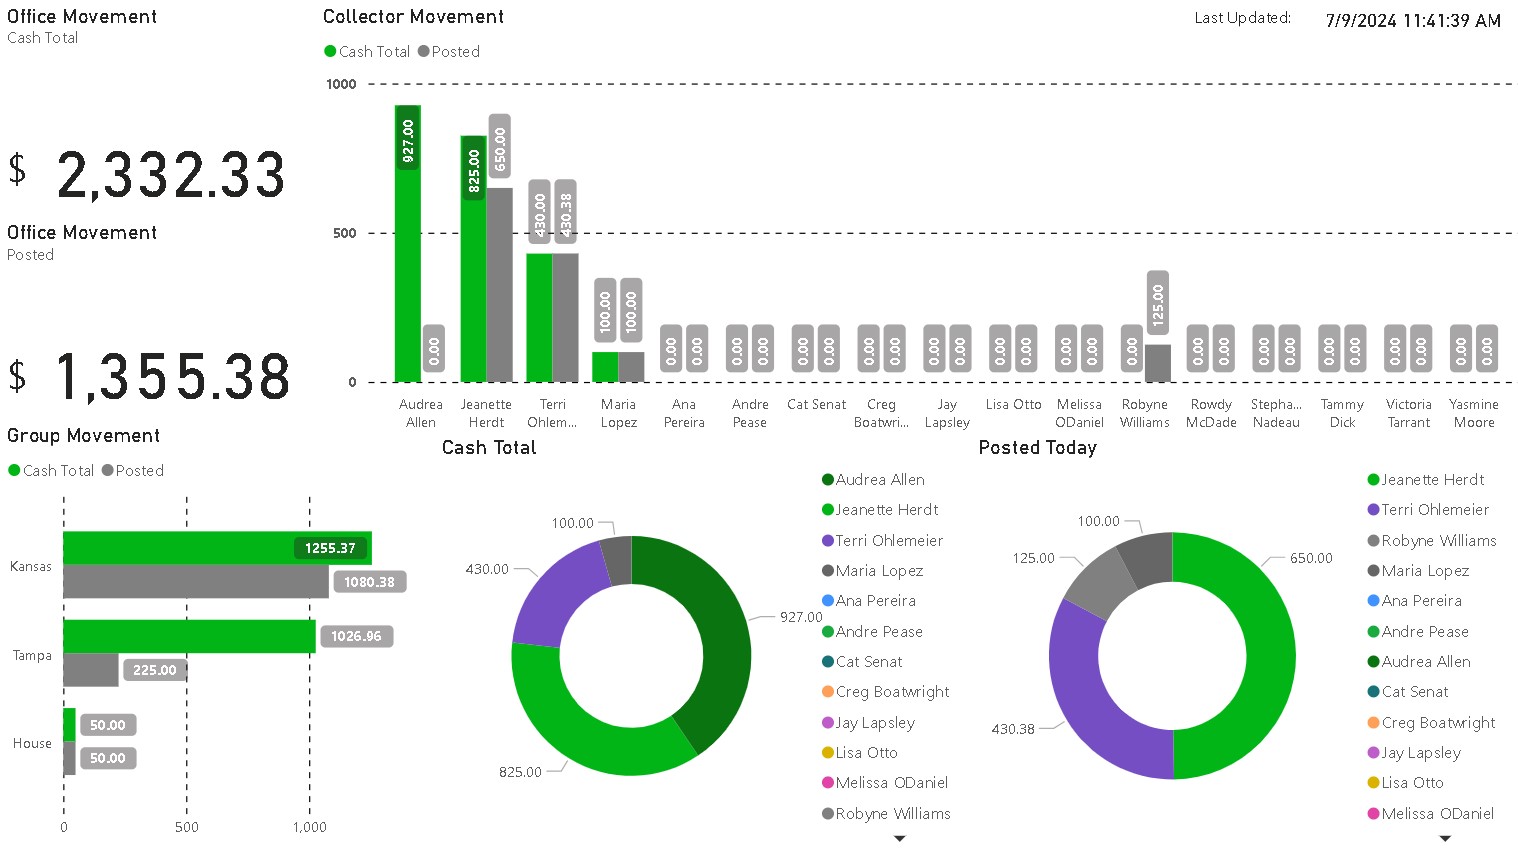 Office Movement
Cash Total
$ 2,332.33
Office Movement
Posted
$ 1,355.38
Collector Movement
Last Updated: 7/9/2024 11:41:39 AM
Cash Total Posted
1000
500
0
927.00 0.00 825.00 650.00 430.00 430.38 100.00 100.00 0.00 0.00 0.00 0.00 0.00 0.00 0.00 0.00 0.00 0.00 0.00 0.00 0.00 0.00 0.00 125.00 0.00 0.00 0.00 0.00 0.00 0.00 0.00 0.00 0.00 0.00
Audrea Allen
Jeanette Herdt
Terri Ohlem...
Maria Lopez
Ana Pereira
Andre Pease
Cat Senat
Creg Boatwri...
Jay Lapsley
Lisa Otto
Melissa ODaniel
Robyne Williams
Rowdy McDade
Stepha... Nadeau
Tammy Dick
Victoria Tarrant
Yasmine Moore
Group Movement
Cash Total Posted
Kansas 1255.37
1080.38
Tampa 1026.96
225.00
House 50.00
50.00
0 500 1,000
Cash Total
100.00
430.00
927.00
825.00
Audrea Allen
Jeanette Herdt
Terri Ohlemeier
Maria Lopez
Ana Pereira
Andre Pease
Cat Senat
Creg Boatwright
Jay Lapsley
Lisa Otto
Melissa ODaniel
Robyne Williams
Posted Today
100.00
125.00
650.00
430.38
Jeanette Herdt
Terri Ohlemeier
Robyne Williams
Maria Lopez
Ana Pereira
Andre Pease
Audrea Allen
Cat Senat
Creg Boatwright
Jay Lapsley
Lisa Otto
Melissa ODaniel